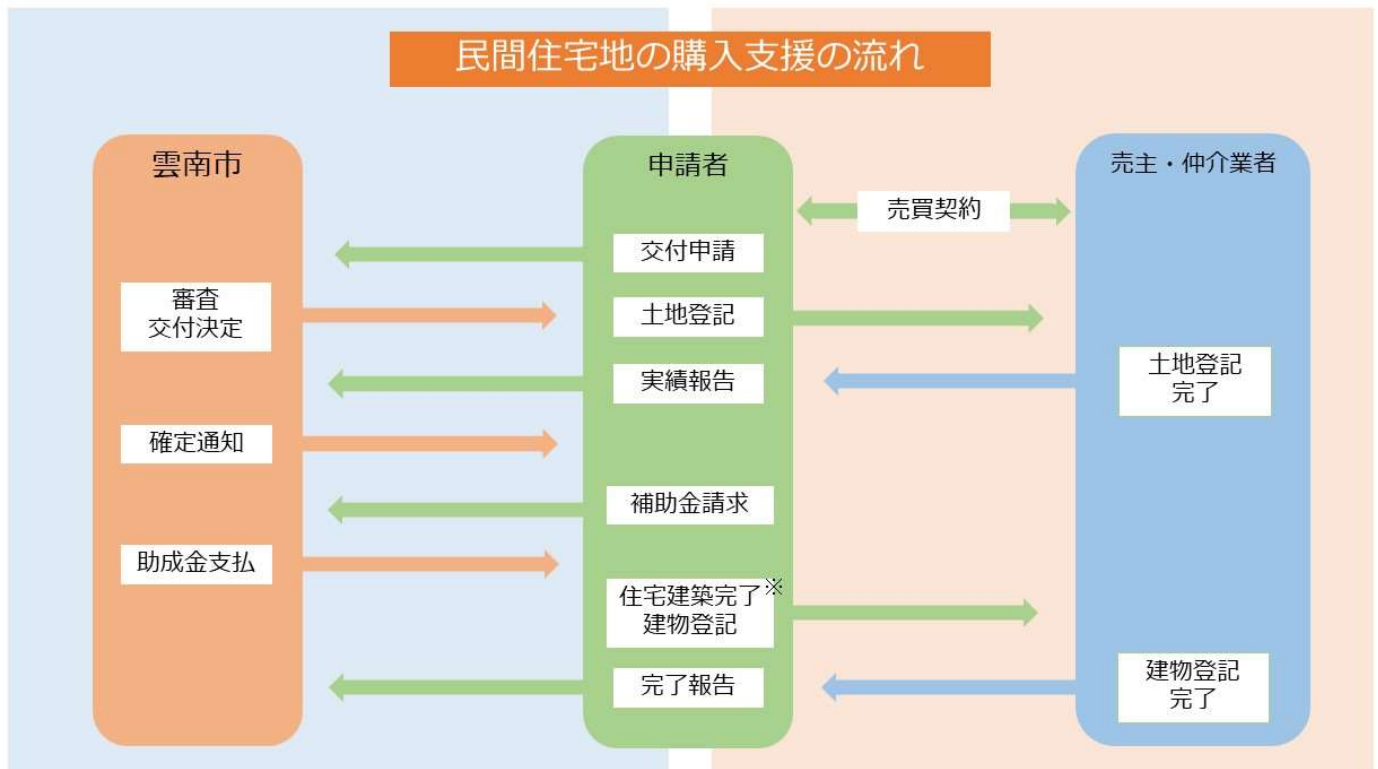 民間住宅地の購入支援の流れ
雲南市
申請者
売主・仲介業者
売買契約
交付申請
審査
交付決定
土地登記
土地登記
完了
実績報告
確定通知
補助金請求
助成金支払
住宅建築完了※
建物登記
建物登記
完了
完了報告